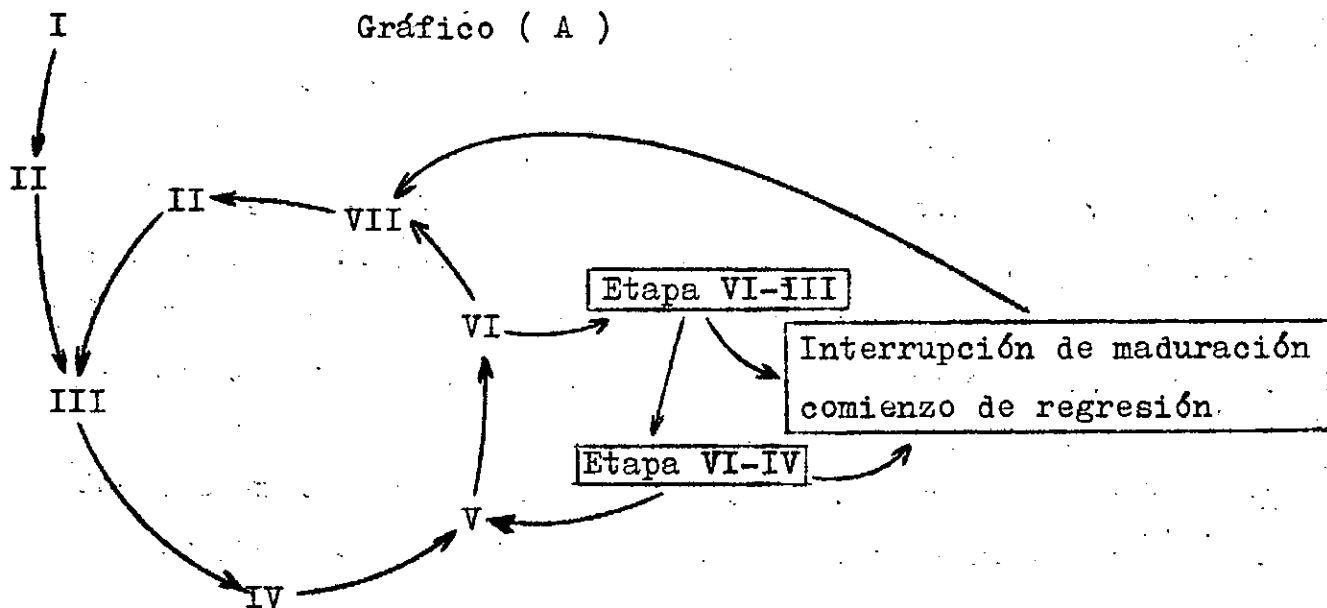 I
Gráfico ( A )
II
II
VII
Etapa VI-III
VI
Interrupción de maduración
comienzo de regresión.
III
Etapa VI-IV
V
IV